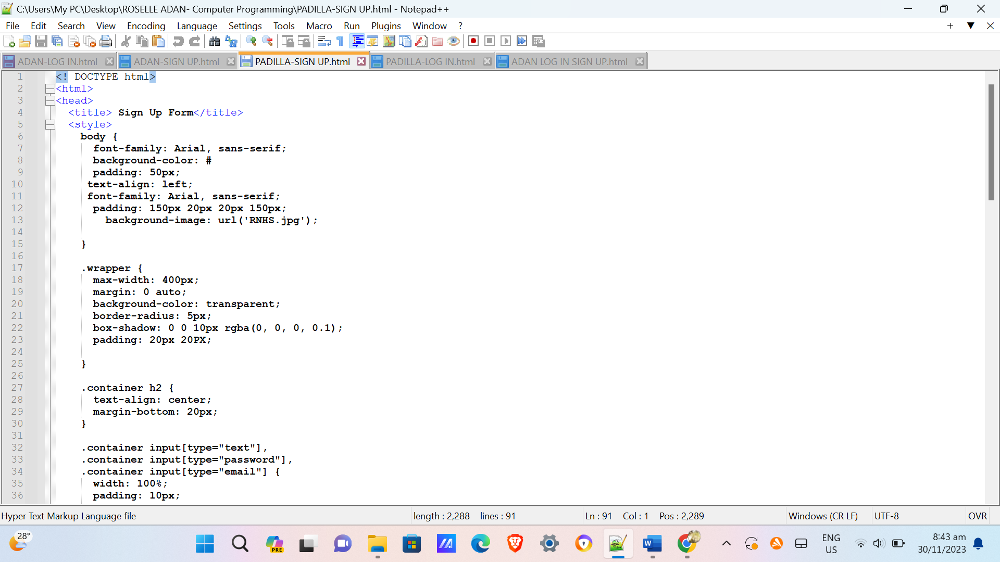 C:\Users\My PC\Desktop\ROSELLE ADAN- Computer Programming\PADILLA-SIGN UP.html - Notepad++
File Edit Search View Encoding Language Settings Tools Macro Run Plugins Window ?
ADAN-LOG IN.html ADAN-SIGN UP.html PADILLA-SIGN UP.html PADILLA-LOG IN.html ADAN LOG IN SIGN UP.html
1 <! DOCTYPE html>
2 <html>
3 <head>
4 <title> Sign Up Form</title>
5 <style>
6 body {
7 font-family: Arial, sans-serif;
8 background-color: #
9 padding: 50px;
10 text-align: left;
11 font-family: Arial, sans-serif;
12 padding: 150px 20px 20px 150px;
13 background-image: url('RNHS.jpg');
14
15 }
16
17 .wrapper {
18 max-width: 400px;
19 margin: 0 auto;
20 background-color: transparent;
21 border-radius: 5px;
22 box-shadow: 0 0 10px rgba(0, 0, 0, 0.1);
23 padding: 20px 20PX;
24
25 }
26
27 .container h2 {
28 text-align: center;
29 margin-bottom: 20px;
30 }
31
32 .container input[type="text"],
33 .container input[type="password"],
34 .container input[type="email"] {
35 width: 100%;
36 padding: 10px;
Hyper Text Markup Language file length : 2,288 lines : 91 Ln : 91 Col : 1 Pos : 2,289 Windows (CR LF) UTF-8 OVR
28° PRE W ENG US 8:43 am 30/11/2023